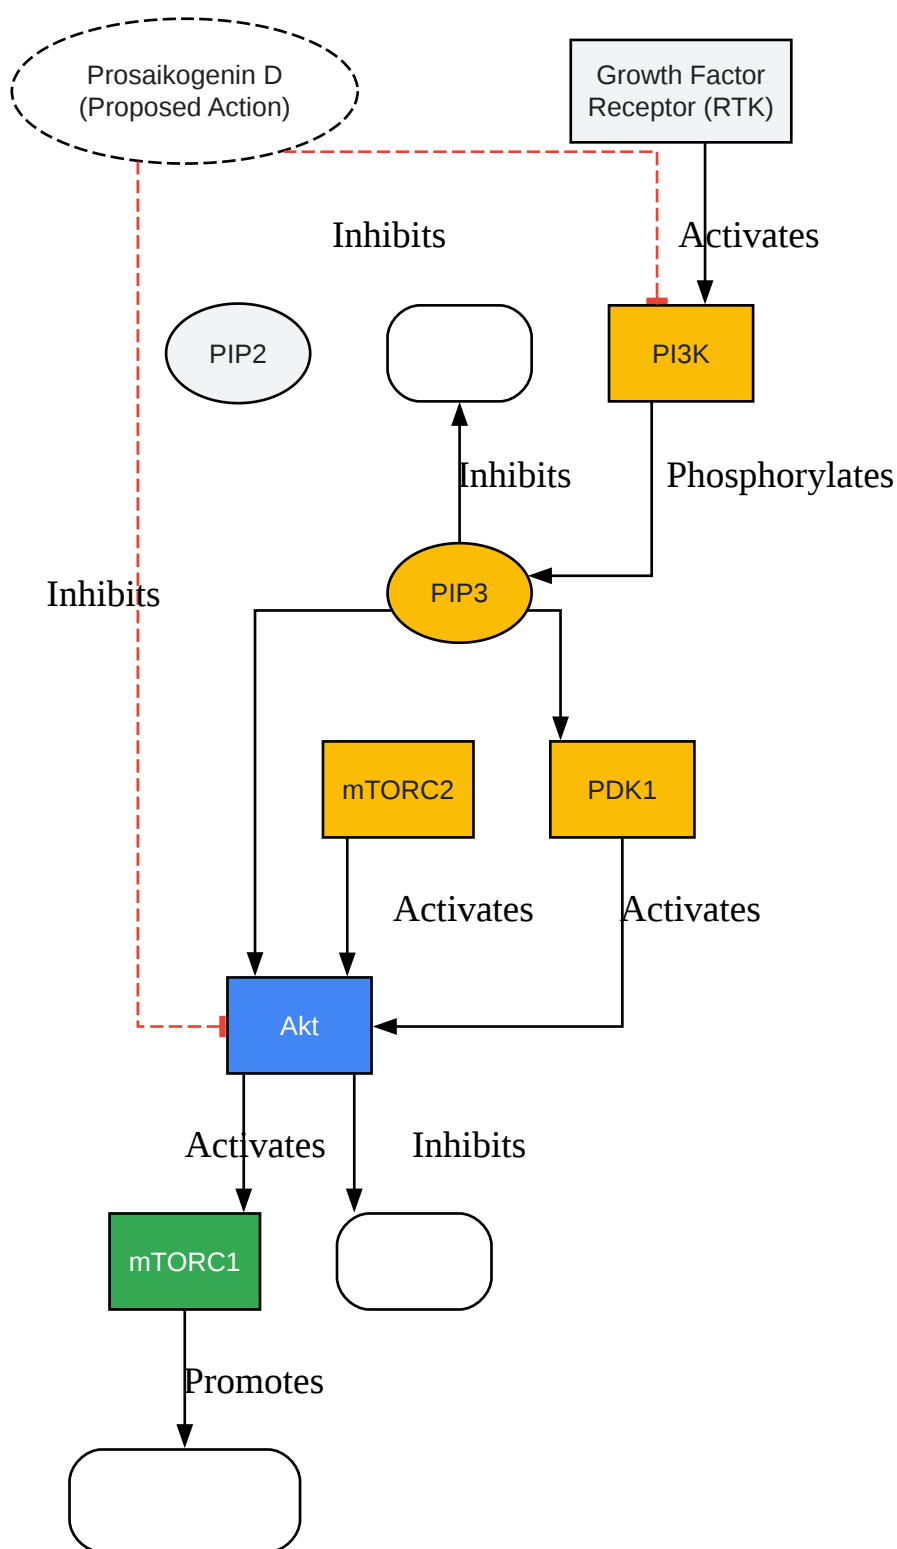 Prosaikogenin D
(Proposed Action)
Growth Factor
Receptor (RTK)
Inhibits
Activates
PIP2
PI3K
Inhibits
Phosphorylates
PIP3
Inhibits
mTORC2
PDK1
Activates
Activates
Akt
Activates
Inhibits
mTORC1
Promotes